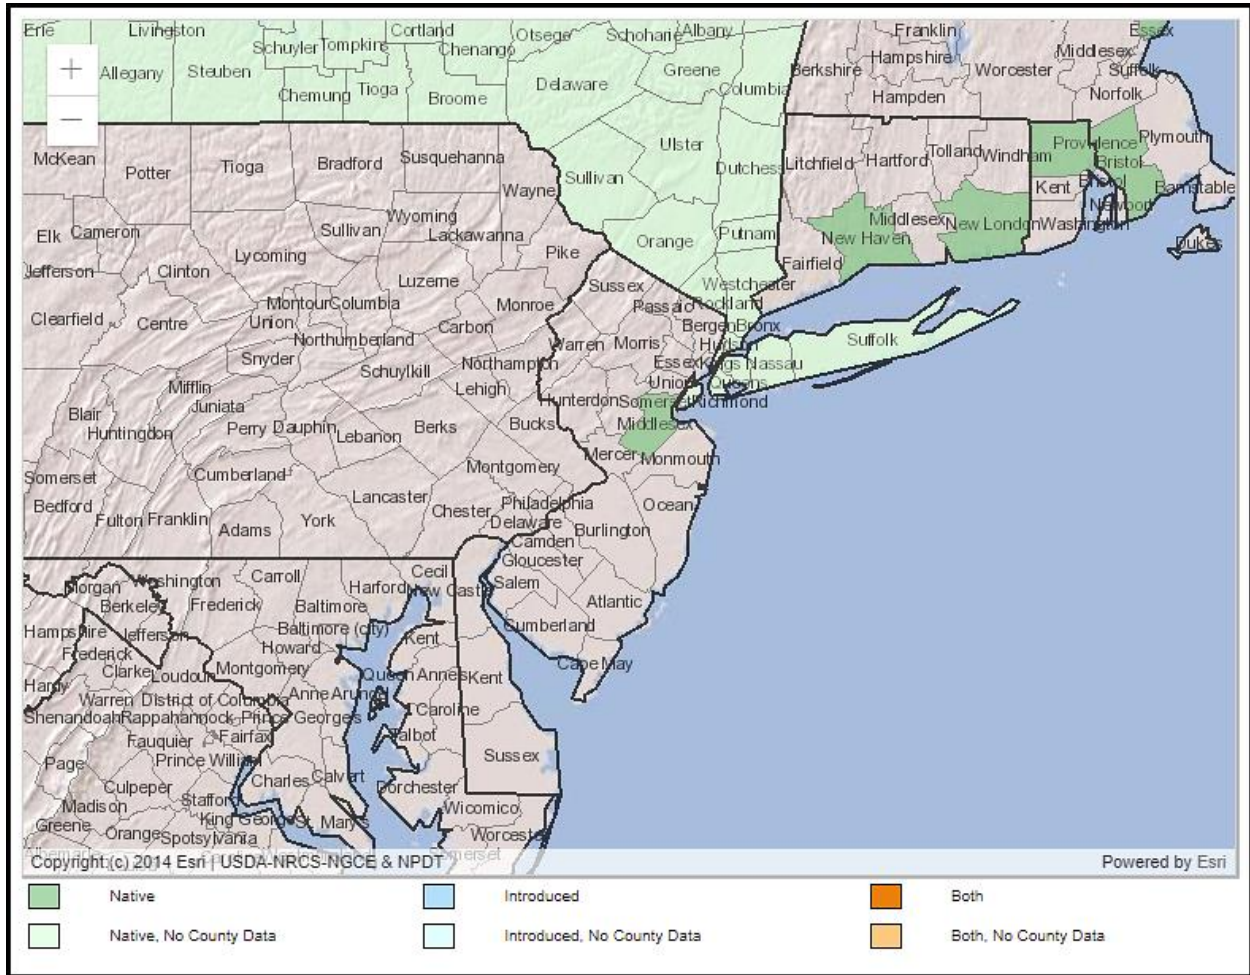 Erie Livingston Cortland Otsego Schoharie Albany Franklin Essex
Schuyler Tompkins Chenango Hampshire Middlesex
+ Allegany Steuben Delaware Greene Berkshire Worcester Suffolk
Chemung Tioga Broome Columbia Hampden Norfolk
−
McKean Potter Tioga Bradford Susquehanna Ulster Dutchess Litchfield Hartford Tolland Windham Providence Plymouth
Wayne Sullivan Kent Bristol Bristol Barnstable
Elk Cameron Sullivan Wyoming Lackawanna Orange Putnam New Haven Middlesex New London Washington Newport Dukes
Jefferson Clinton Lycoming Luzerne Pike Sussex Westchester Fairfield
Clearfield Centre Montour Columbia Union Monroe Passaic Rockland
Northumberland Carbon Warren Morris Bergen Bronx Hudson Suffolk
Snyder Schuylkill Northampton Essex Kings Nassau
Mifflin Juniata Lehigh Union Queens
Blair Huntingdon Perry Dauphin Lebanon Berks Bucks Hunterdon Somerset Richmond Middlesex
Somerset Cumberland Montgomery Mercer Monmouth
Bedford Fulton Franklin Adams York Lancaster Chester Philadelphia Delaware Ocean
Camden Burlington
Gloucester
Morgan Washington Carroll Harford Cecil New Castle Salem
Berkeley Frederick Baltimore Atlantic
Hampshire Jefferson Baltimore (city) Kent Cumberland
Frederick Howard
Hardy Clarke Loudoun Montgomery Queen Annes Kent Cape May
Warren District of Columbia Anne Arundel
Shenandoah Rappahannock Prince Georges Caroline
Fauquier Fairfax Talbot
Page Prince William Sussex
Culpeper Charles Calvert Dorchester
Madison Stafford Wicomico
Greene King George St. Marys
Orange Spotsylvania Worcester
Albemarle Somerset
Copyright:(c) 2014 Esri | USDA-NRCS-NGCE & NPDT Powered by Esri
Native Introduced Both
Native, No County Data Introduced, No County Data Both, No County Data